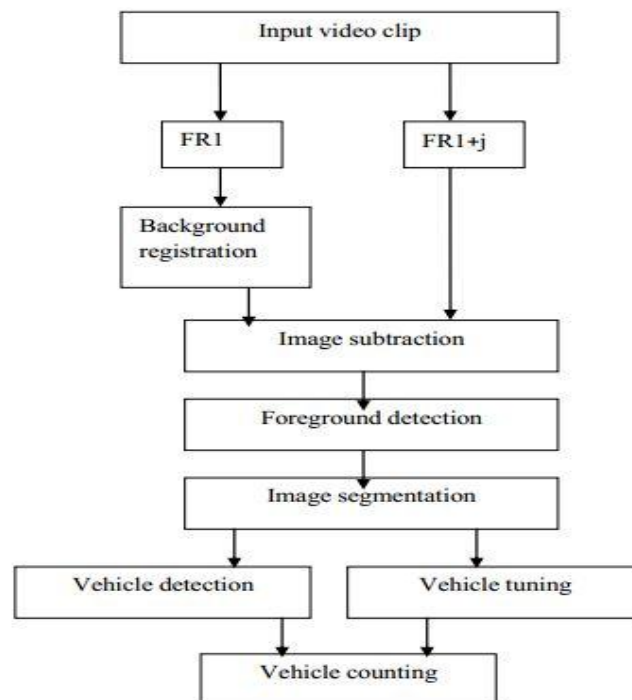 Input video clip
FR1
FR1+j
Background
registration
Image subtraction
Foreground detection
Image segmentation
Vehicle detection
Vehicle tuning
Vehicle counting